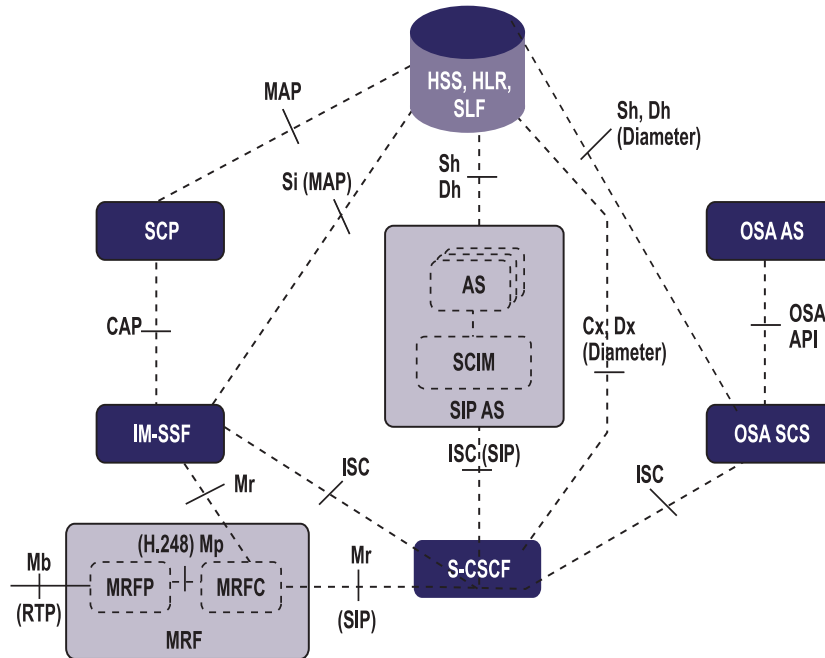 HSS, HLR,
SLF
MAP
Sh, Dh
(Diameter)
Sh
Dh
Si (MAP)
SCP
OSA AS
AS
CAP
Cx, Dx
(Diameter)
OSA
API
SCIM
SIP AS
IM-SSF
OSA SCS
ISC (SIP)
ISC
ISC
Mr
(H.248) Mp
Mb
(RTP)
MRFP
MRFC
MRF
Mr
(SIP)
S-CSCF